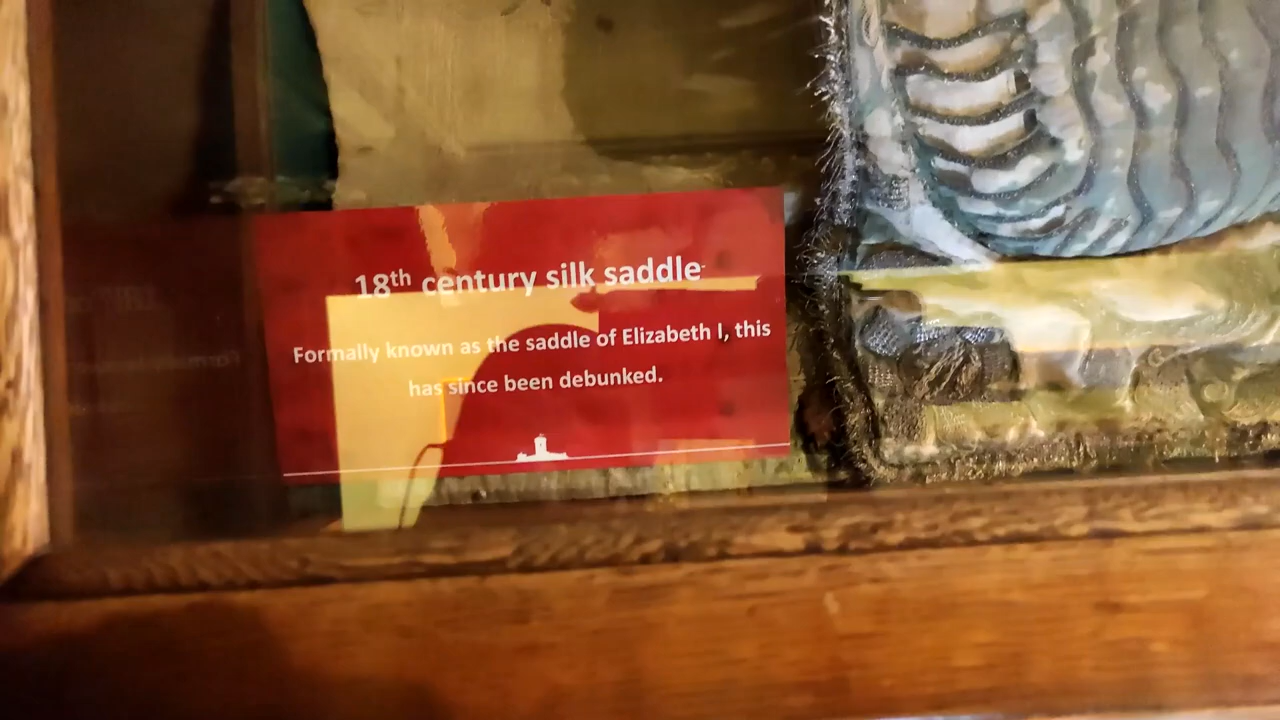 18th century silk saddle
Formally known as the saddle of Elizabeth I, this
has since been debunked.